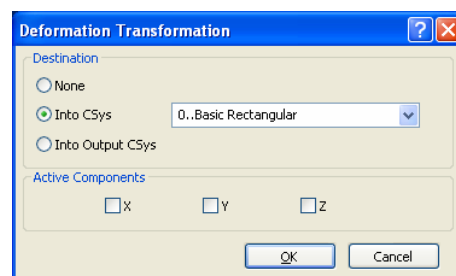 Deformation Transformation
Destination
None
Into CSys 0..Basic Rectangular
Into Output CSys
Active Components
X Y Z
OK Cancel